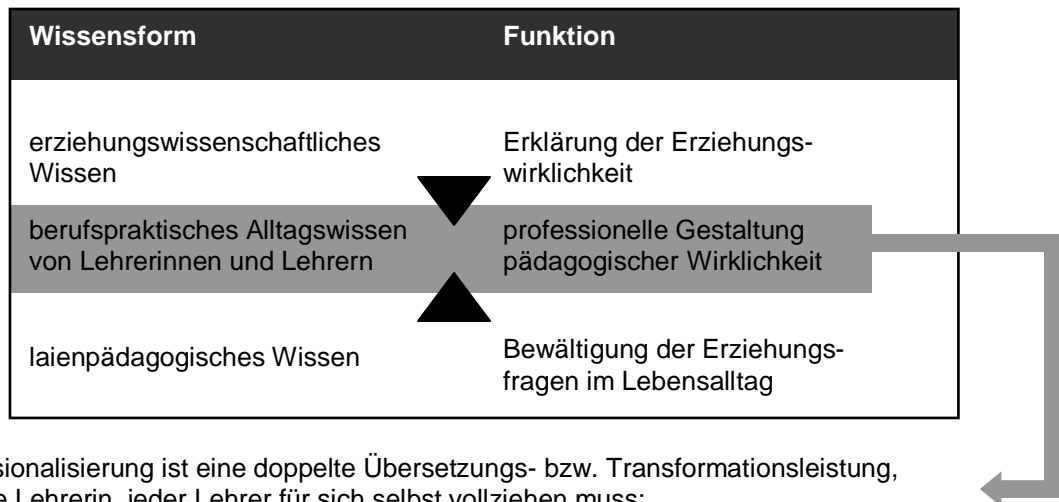 Wissensform Funktion
erziehungswissenschaftliches Erklärung der Erziehungs-
Wissen wirklichkeit
berufspraktisches Alltagswissen professionelle Gestaltung
von Lehrerinnen und Lehrern pädagogischer Wirklichkeit
laienpädagogisches Wissen Bewältigung der Erziehungs-
fragen im Lebensalltag
sionalisierung ist eine doppelte Übersetzungs- bzw. Transformationsleistung,
e Lehrerin, jeder Lehrer für sich selbst vollziehen muss: